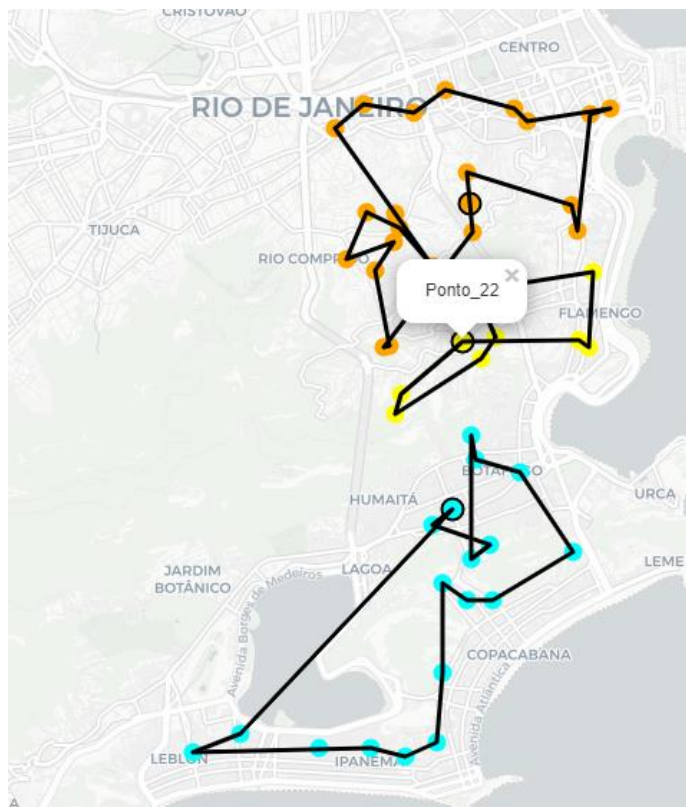 CRISTOVÃO
CENTRO
RIO DE JANEIRO
TIJUCA
RIO COMPRIDO
×
Ponto_22
FLAMENGO
BOTAFOGO
URCA
HUMAITÁ
LEME
LAGOA
JARDIM
BOTÂNICO
Avenida Borges de Medeiros
COPACABANA
Avenida Atlântica
LEBLON
IPANEMA
A